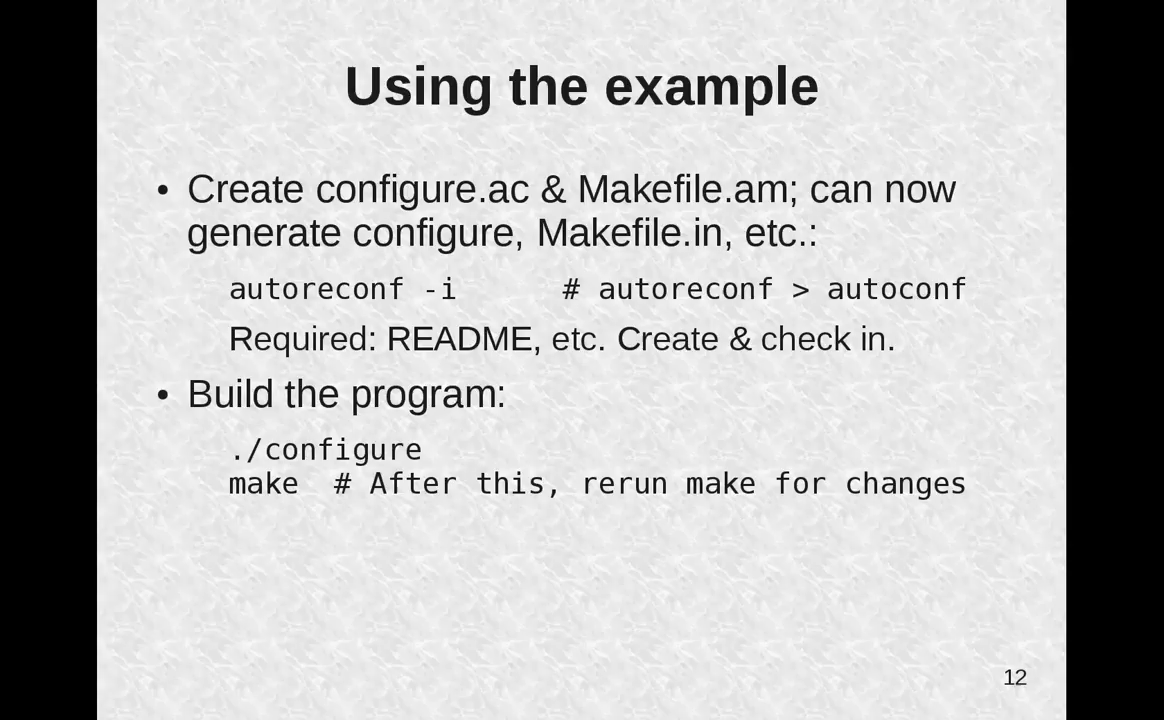 Using the example
• Create configure.ac & Makefile.am; can now
generate configure, Makefile.in, etc.:
autoreconf -i      # autoreconf > autoconf
Required: README, etc. Create & check in.
• Build the program:
./configure
make  # After this, rerun make for changes
12